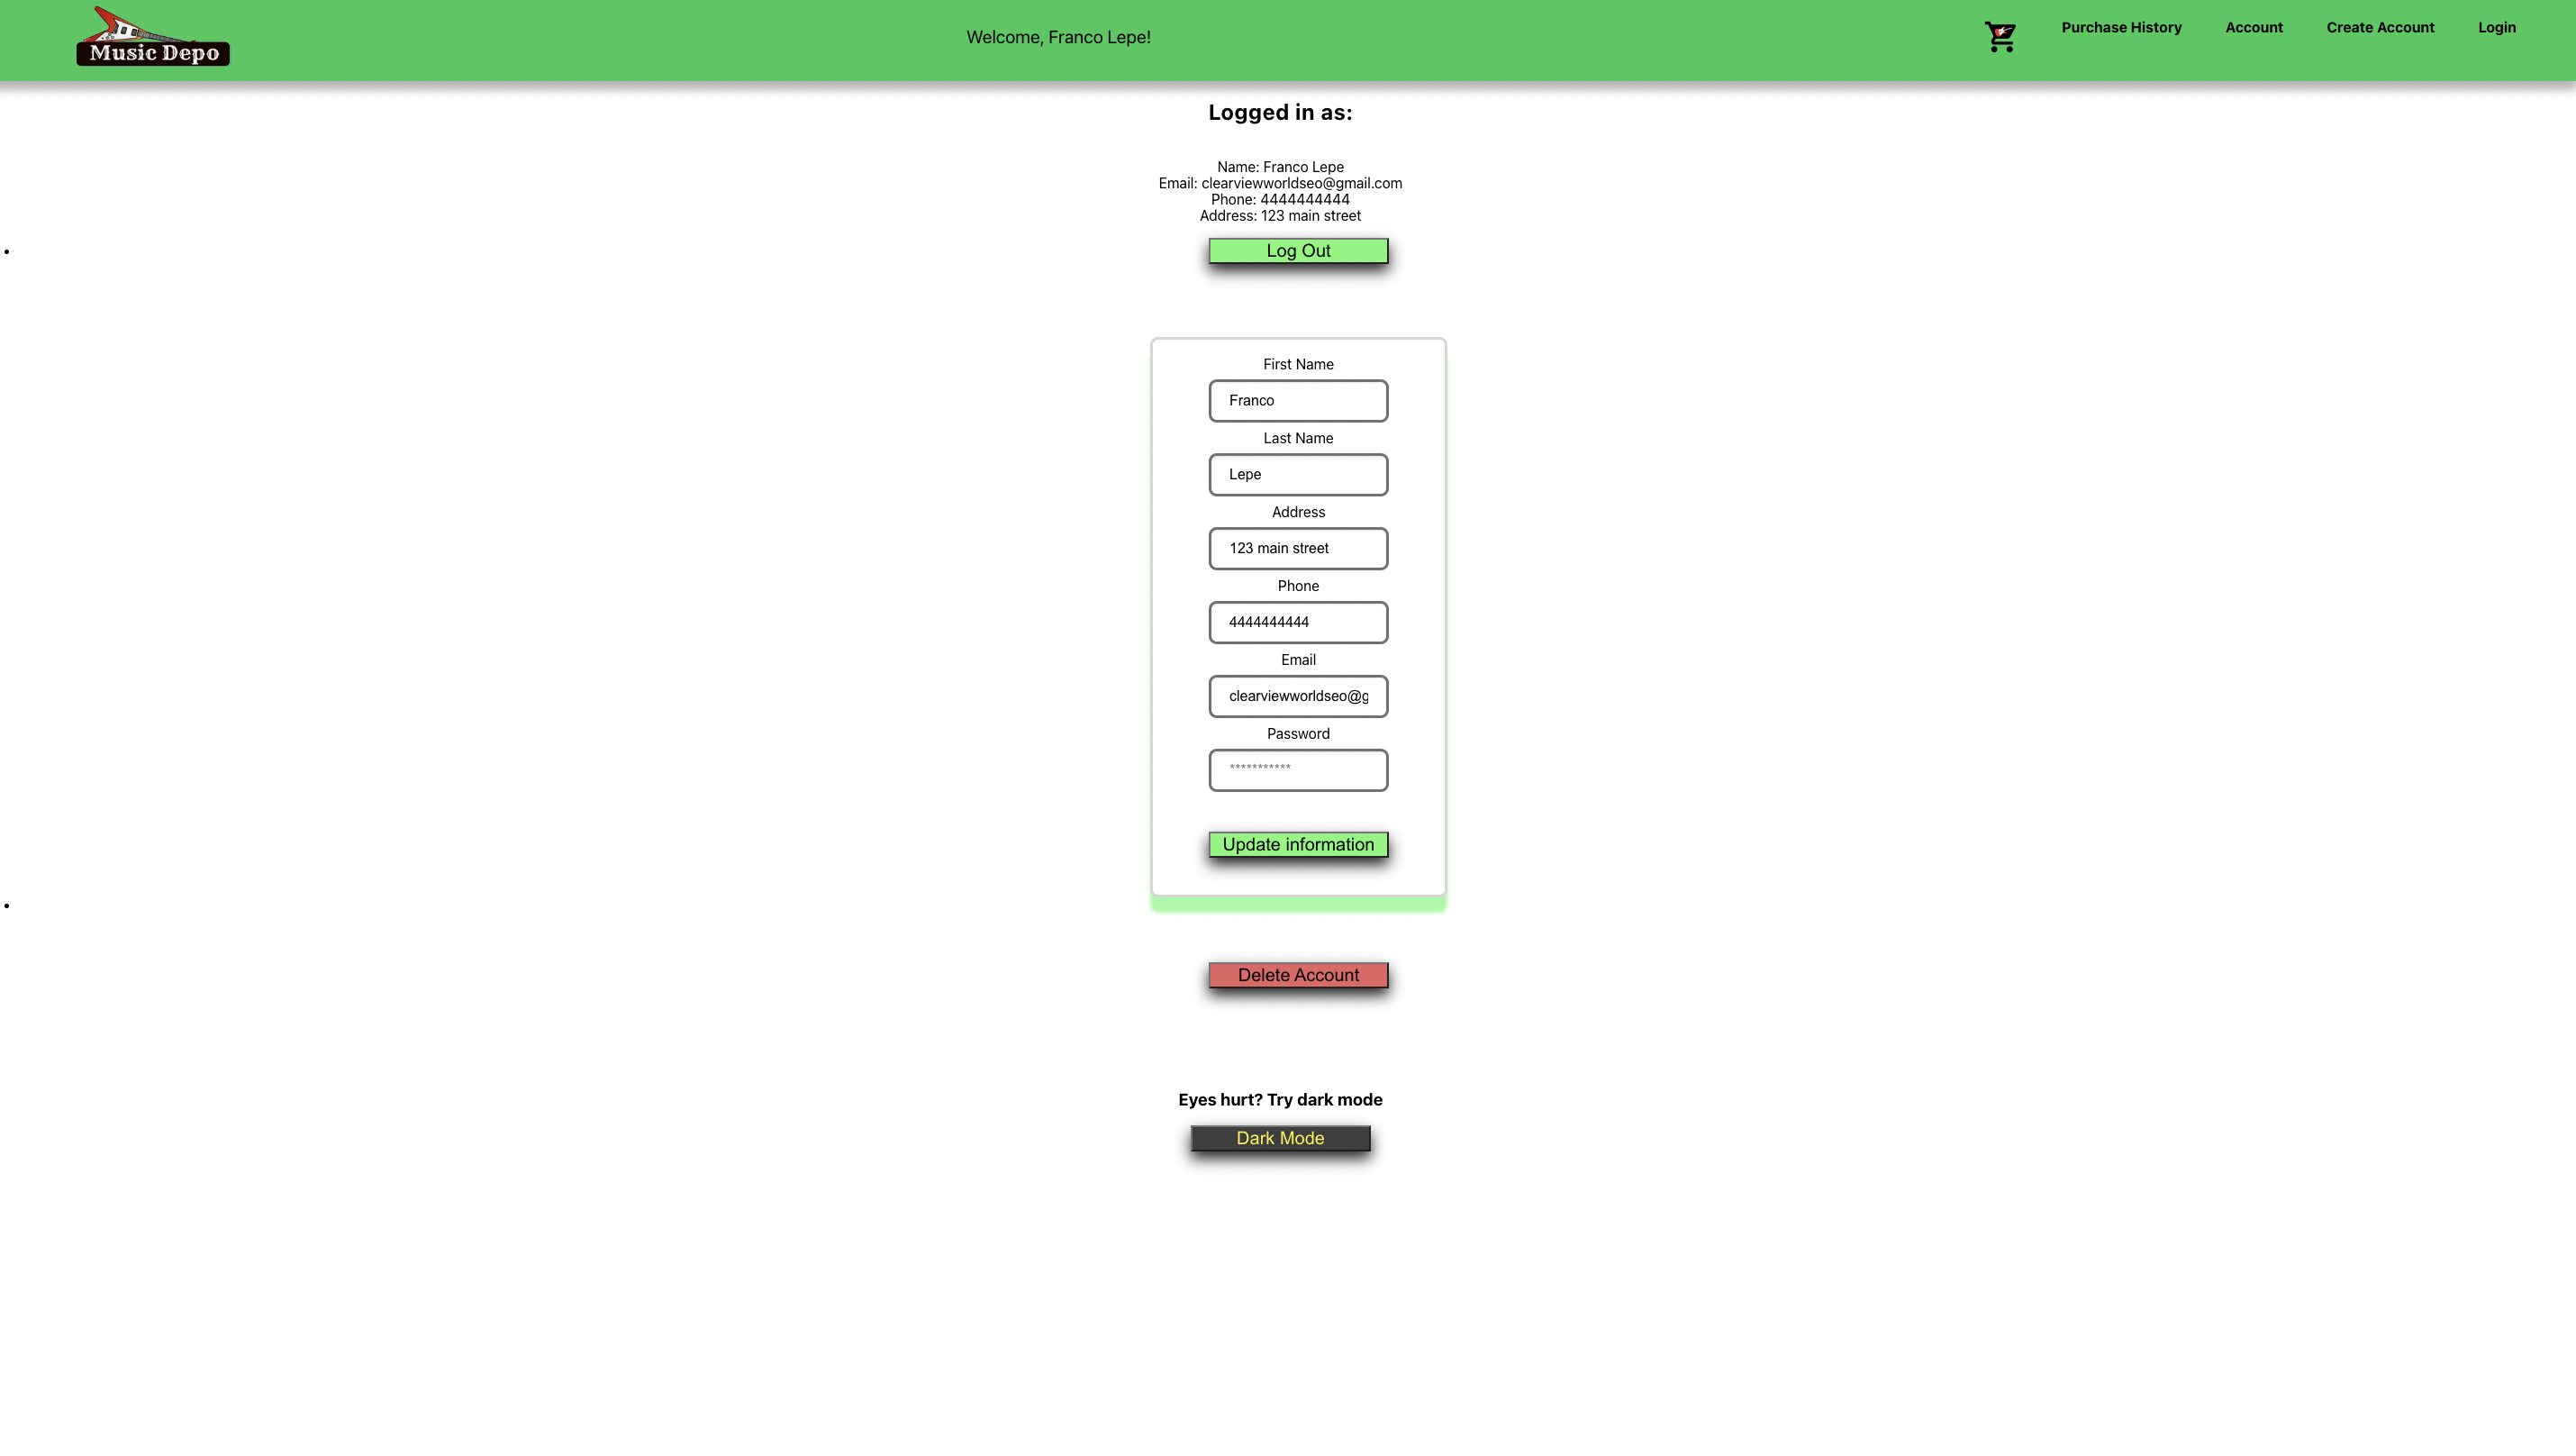 Music Depo
Welcome, Franco Lepe!
Purchase History
Account
Create Account
Login
Logged in as:
Name: Franco Lepe
Email: clearviewworldseo@gmail.com
Phone: 4444444444
Address: 123 main street
Log Out
First Name
Franco
Last Name
Lepe
Address
123 main street
Phone
4444444444
Email
clearviewworldseo@g
Password
***********
Update information
Delete Account
Eyes hurt? Try dark mode
Dark Mode